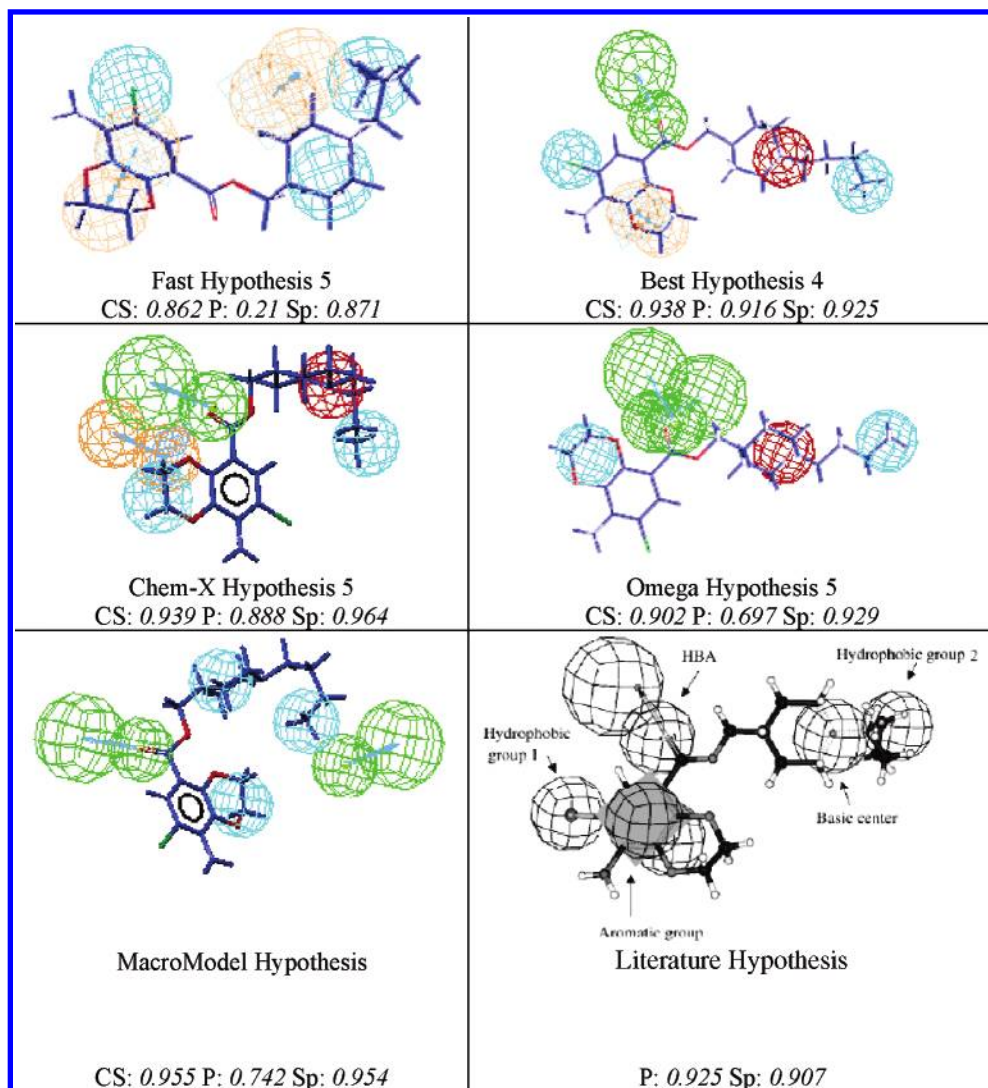 Fast Hypothesis 5
CS: 0.862 P: 0.21 Sp: 0.871
Best Hypothesis 4
CS: 0.938 P: 0.916 Sp: 0.925
Chem-X Hypothesis 5
CS: 0.939 P: 0.888 Sp: 0.964
Omega Hypothesis 5
CS: 0.902 P: 0.697 Sp: 0.929
MacroModel Hypothesis
CS: 0.955 P: 0.742 Sp: 0.954
HBA
Hydrophobic group 2
Hydrophobic
group 1
Basic center
Aromatic group
Literature Hypothesis
P: 0.925 Sp: 0.907